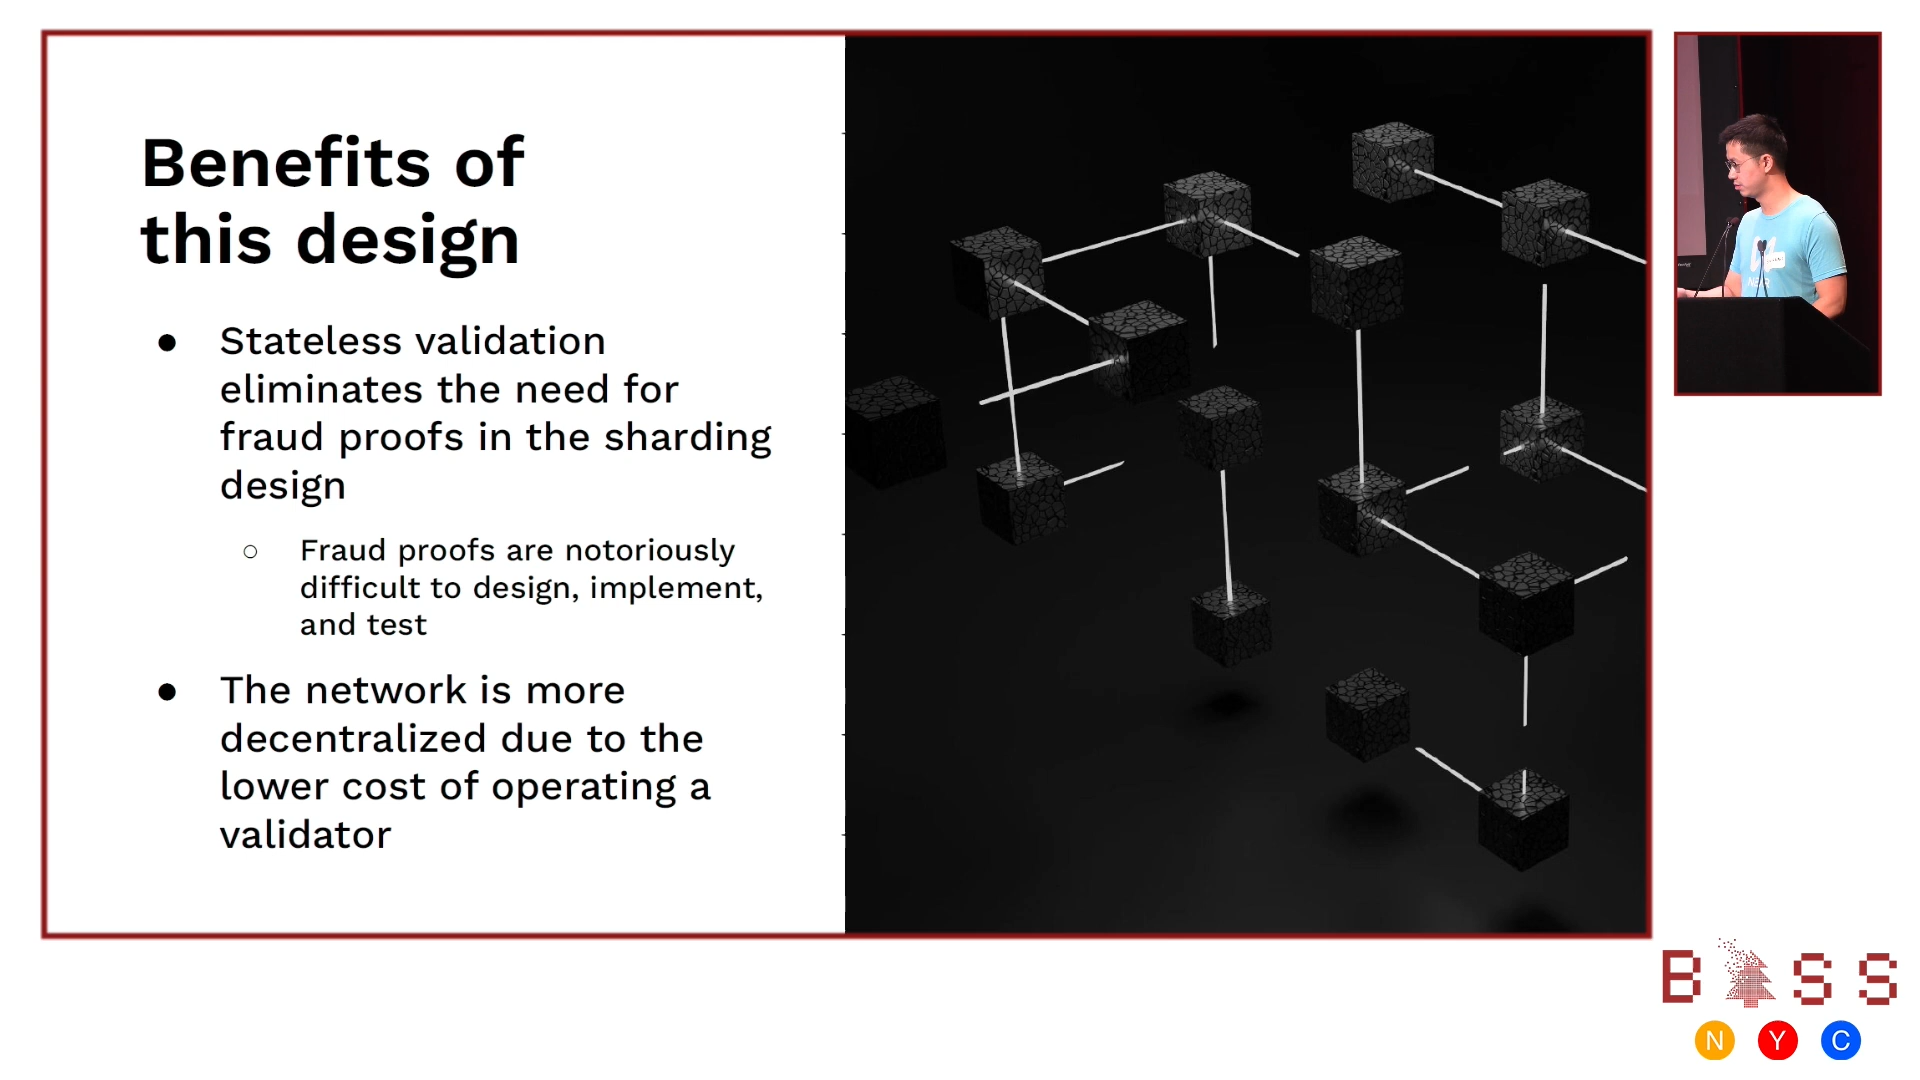 Benefits of
this design
● Stateless validation
eliminates the need for
fraud proofs in the sharding
design
○ Fraud proofs are notoriously
difficult to design, implement,
and test
● The network is more
decentralized due to the
lower cost of operating a
validator
B S S
N Y C